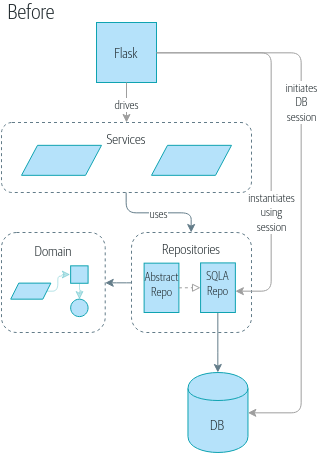 Before
Flask
drives
initiates
DB
session
Services
instantiates
using
session
uses
Domain
Repositories
Abstract
Repo
SQLA
Repo
DB